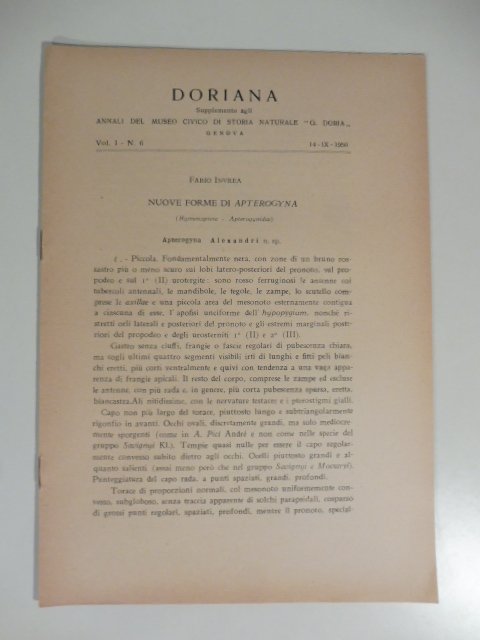 DORIANA
Supplemento agli
ANNALI DEL MUSEO CIVICO DI STORIA NATURALE "G. DORIA„
GENOVA
Vol. I - N. 6 14-IX-1950
FABIO INVREA
NUOVE FORME DI APTEROGYNA
(Hymenoptera - Apterogynidae)
Apterogyna Alexandri n. sp.
- Piccola. Fondamentalmente nera, con zone di un bruno ros-
sastro più o meno scuro sui lobi latero-posteriori del pronoto, sul pro-
podeo e sul 1° (II) urotergite: sono rosso ferruginosi le antenne coi
tubercoli antennali, le mandibole, le tegole, le zampe, lo scutello com-
prese le axillae e una piccola area del mesonoto esternamente contigua
a ciascuna di esse, l'apofisi unciforme dell'hypopygium, nonchè ri-
stretti orli laterali e posteriori del pronoto e gli estremi marginali poste-
riori del propodeo e degli urosterniti 1° (II) e 2° (III).
Gastro senza ciuffi, frangie o fascie regolari di pubescenza chiara,
ma sugli ultimi quattro segmenti visibili irti di lunghi e fitti peli bian-
chi eretti, più corti ventralmente e quivi con tendenza a una vaga appa-
renza di frangie apicali. Il resto del corpo, comprese le zampe ed escluse
le antenne, con più rada e, in genere, più corta pubescenza sparsa, eretta,
biancastra. Ali nitidissime, con le nervature testacee i pterostigmi gialli.
Capo non più largo del torace, piuttosto lungo e subtriangolarmente
rigonfio in avanti. Occhi ovali, discretamente grandi, ma solo mediocre-
mente sporgenti (come in A. Pici André e non come nelle specie del
gruppo Savignyi Kl.). Tempie quasi nulle per essere il capo regolar-
mente convesso subito dietro agli occhi. Ocelli piuttosto grandi e al-
quanto salienti (assai meno però che nel gruppo Savignyi e Mocsaryi).
Punteggiatura del capo rada, a punti spaziati, grandi, profondi.
Torace di proporzioni normali, col mesonoto uniformemente con-
vesso, subgloboso, senza traccia apparente di solchi parapsidali, cosparso
di grossi punti regolari, spaziati, profondi, mentre il pronoto, special-